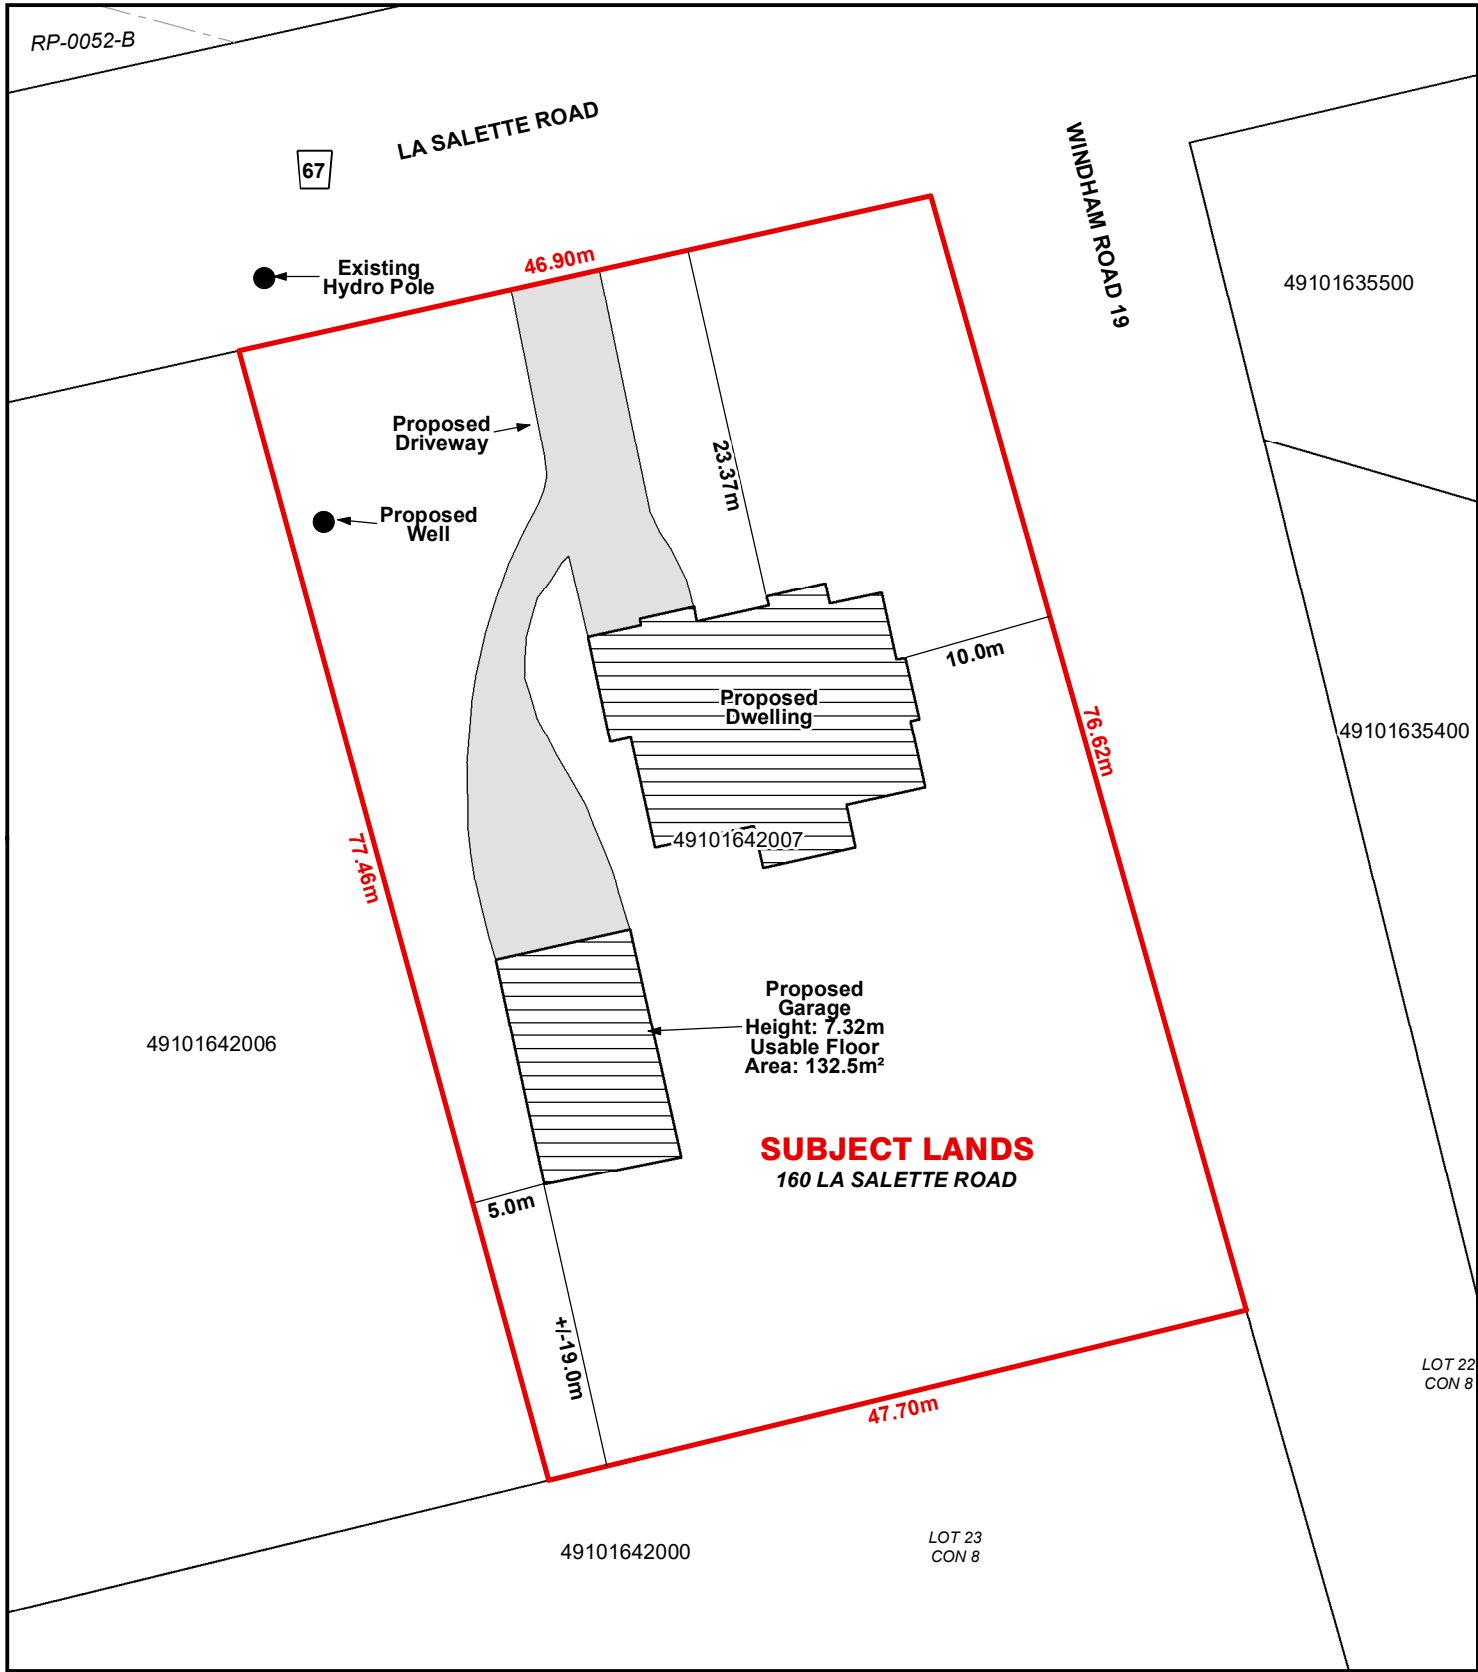 RP-0052-B
LA SALETTE ROAD
67
WINDHAM ROAD 19
46.90m
Existing
Hydro Pole
49101635500
Proposed
Driveway
23.37m
Proposed
Well
10.0m
Proposed
Dwelling
76.62m
49101635400
49101642007
77.46m
Proposed
Garage
Height: 7.32m
Usable Floor
Area: 132.5m²
49101642006
SUBJECT LANDS
160 LA SALETTE ROAD
5.0m
+/-19.0m
LOT 22
CON 8
47.70m
49101642000
LOT 23
CON 8